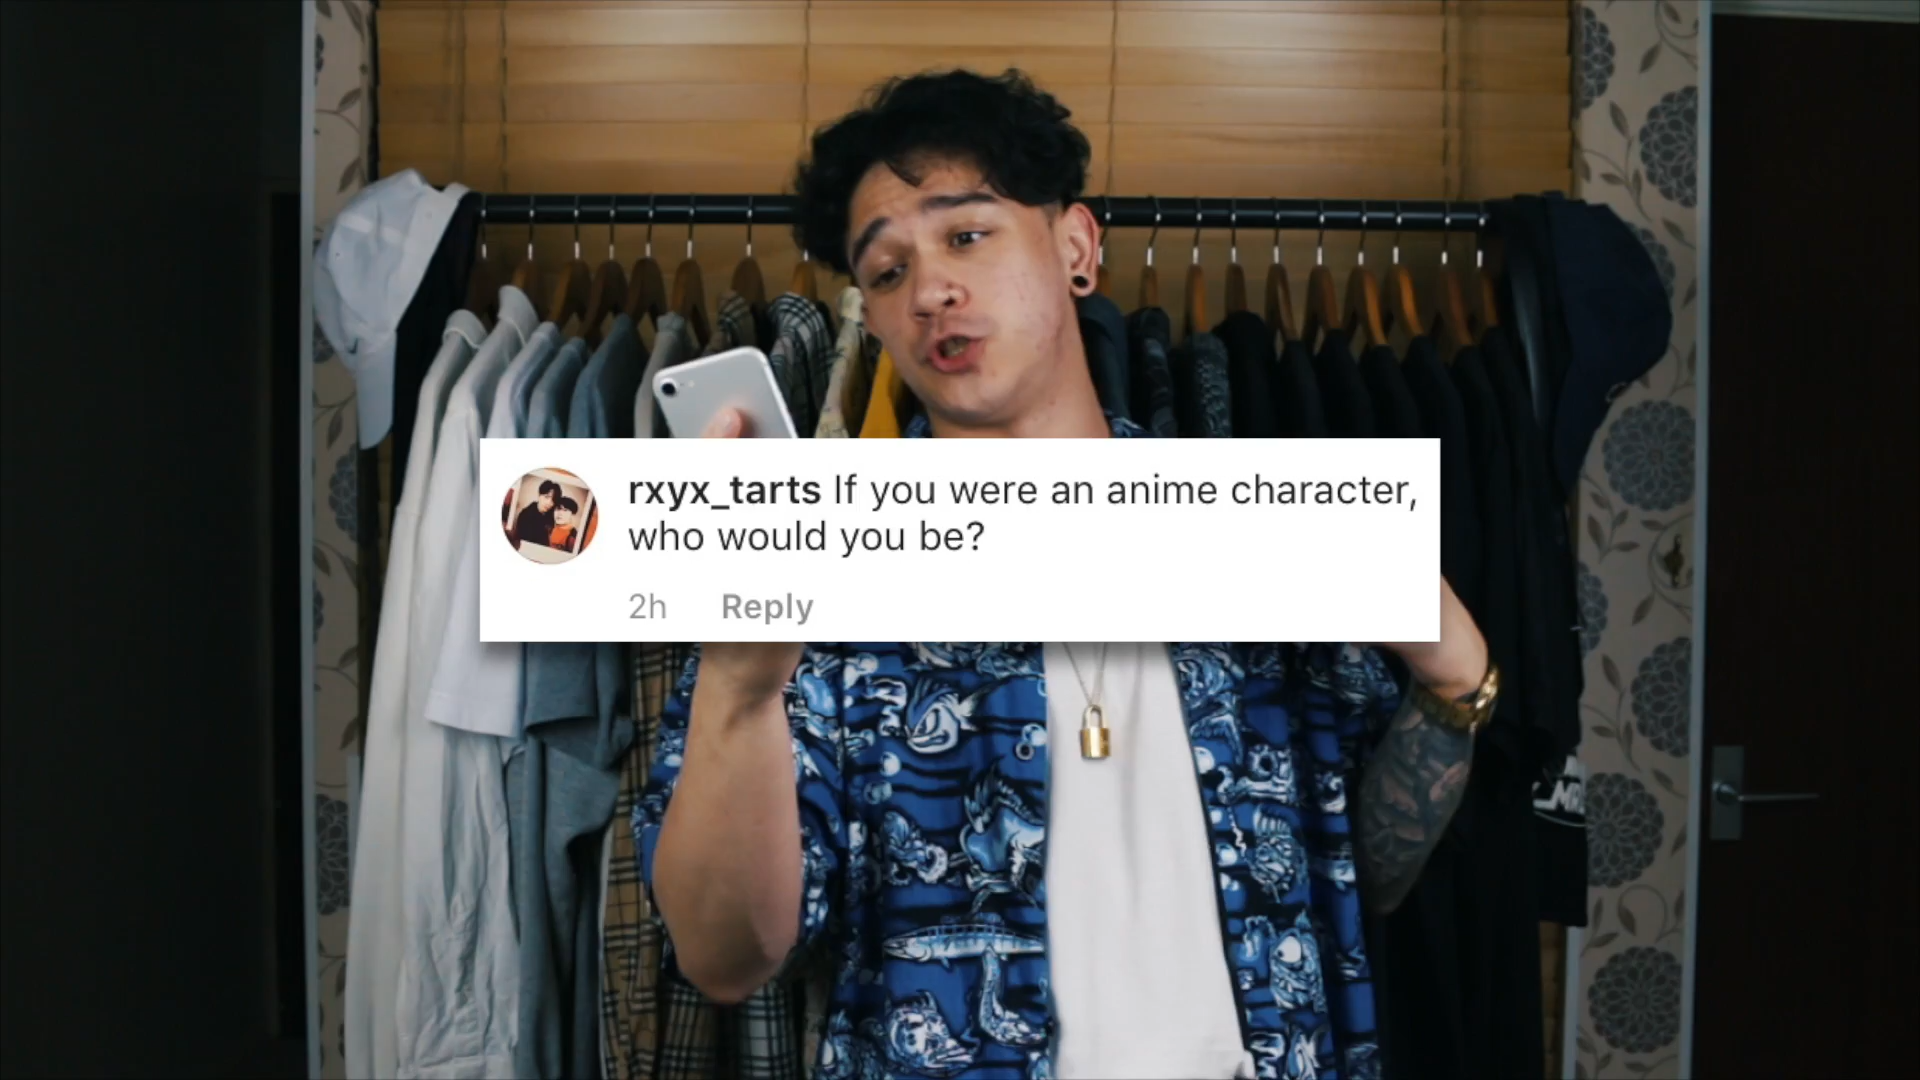 rxyx_tarts If you were an anime character,
who would you be?
2h Reply